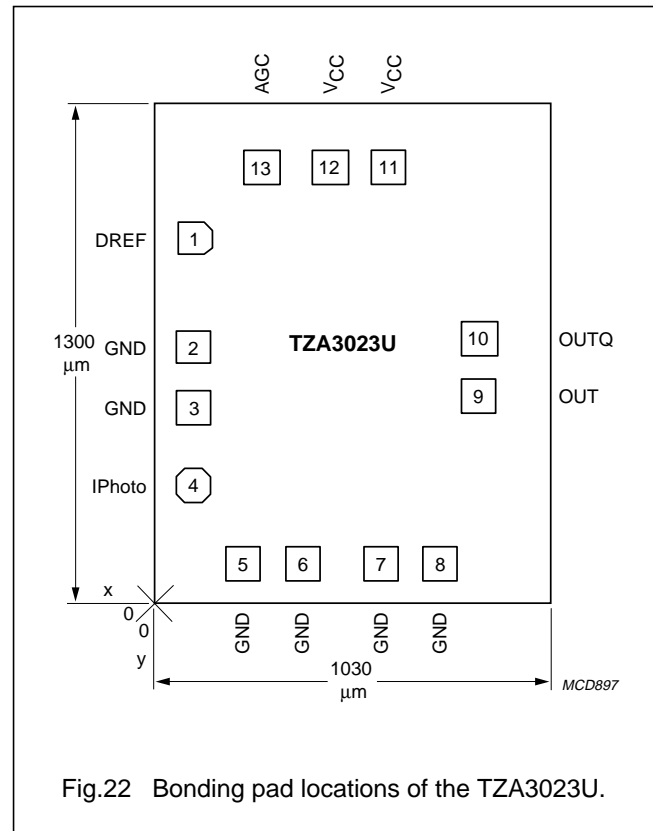 AGC
VCC
VCC
13
12
11
DREF
1
1300
μm
GND
2
TZA3023U
10
OUTQ
GND
3
9
OUT
IPhoto
4
5
6
7
8
x
0
0
y
GND
GND
GND
GND
1030
μm
MCD897
Fig.22 Bonding pad locations of the TZA3023U.